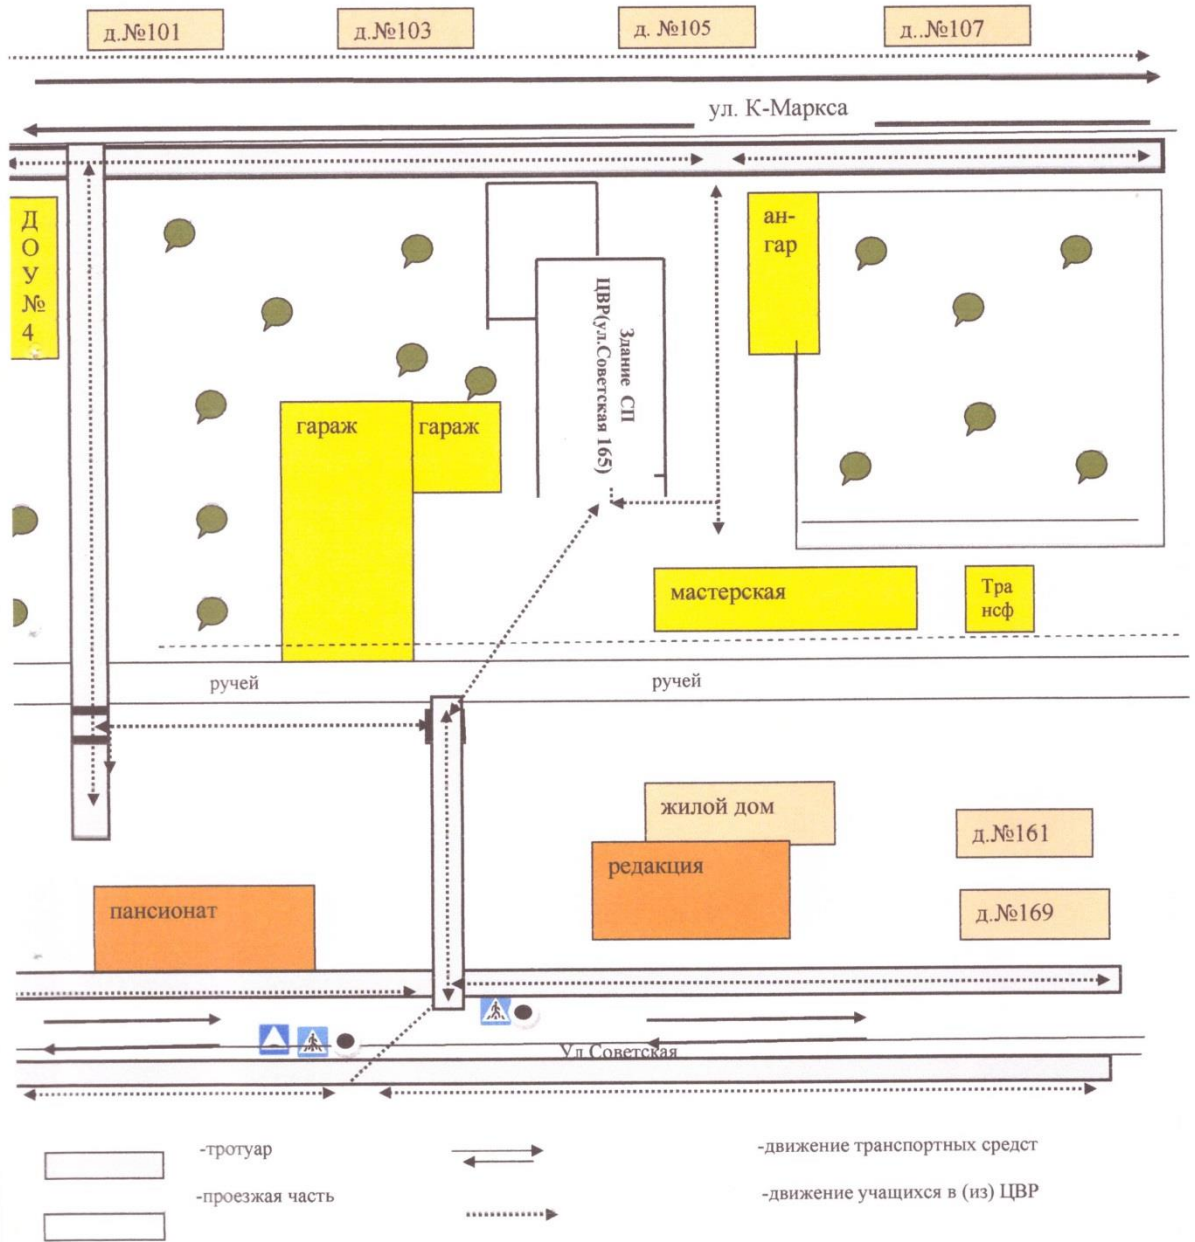 д.№101
д.№103
д. №105
д..№107
ул. К-Маркса
Д
О
У
№
4
ан-
гар
Здание СП
ЦВР(ул.Советская 165)
гараж
гараж
мастерская
Тра
нсф
ручей
ручей
жилой дом
д.№161
редакция
д.№169
пансионат
Ул Советская
-тротуар
-движение транспортных средст
-проезжая часть
-движение учащихся в (из) ЦВР